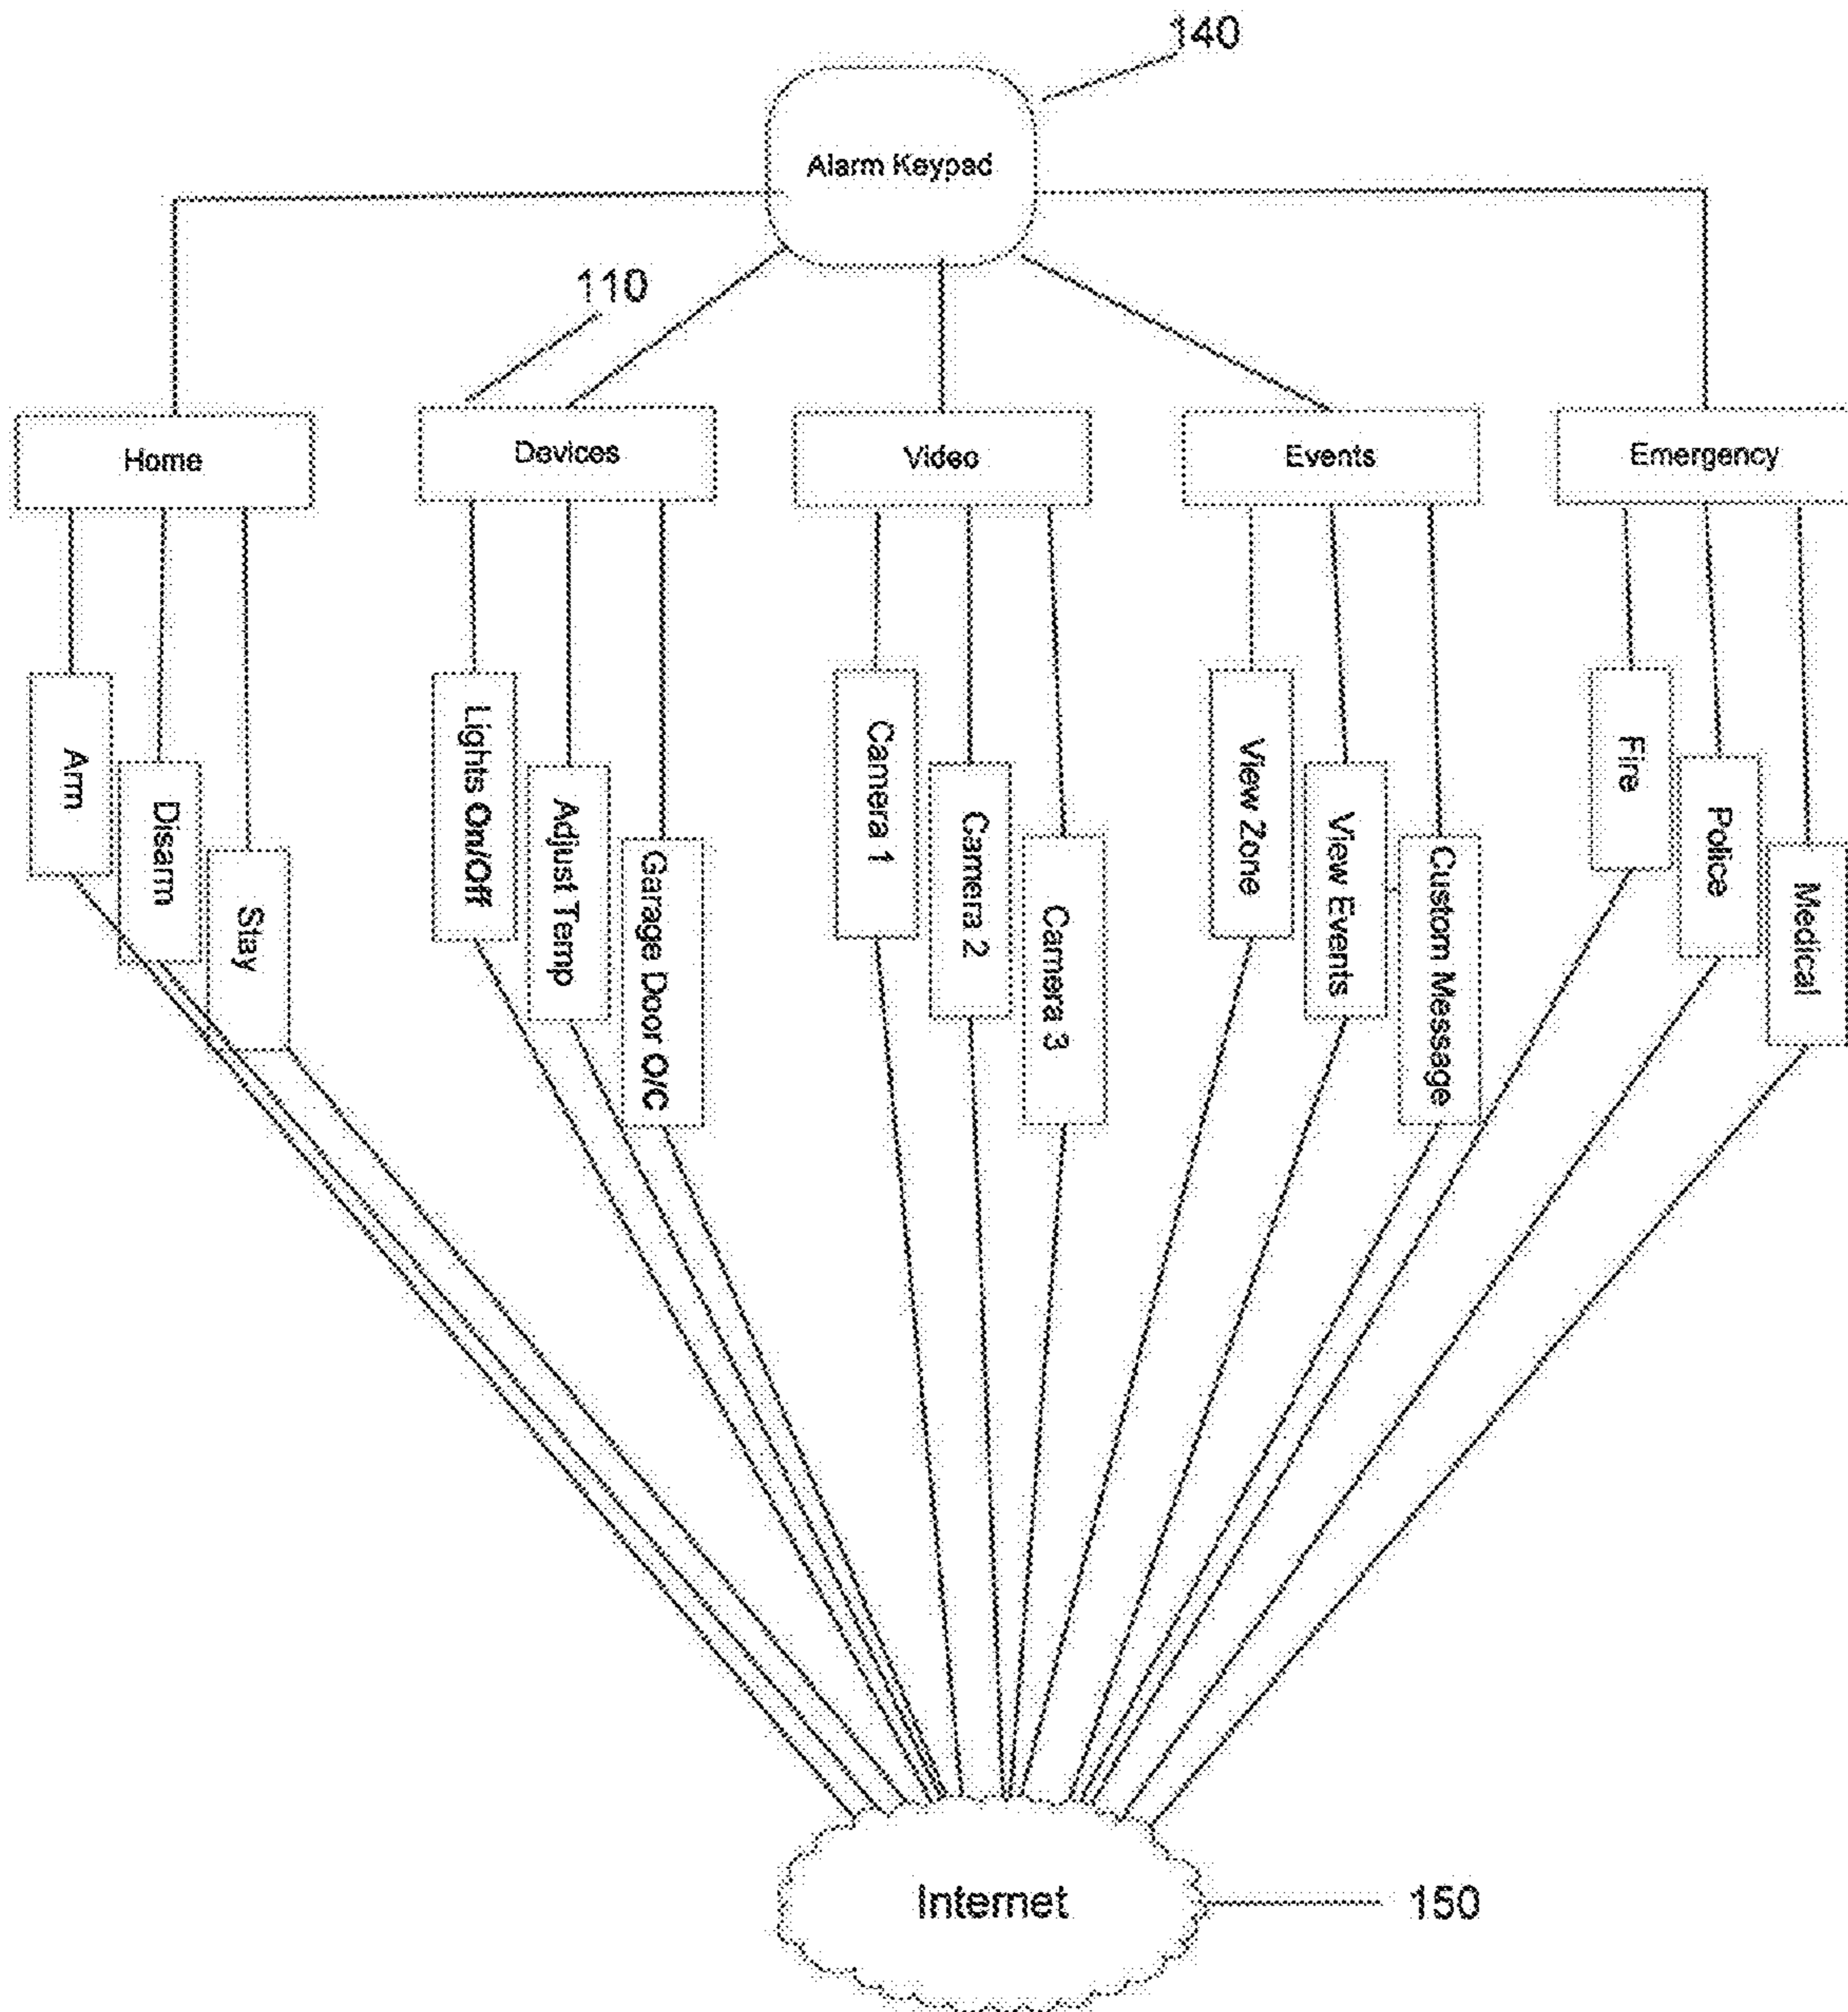 140
Alarm Keypad
110
Home
Devices
Video
Events
Emergency
Arm
Disarm
Stay
Lights On/Off
Adjust Temp
Garage Door O/C
Camera 1
Camera 2
Camera 3
View Zone
View Events
Custom Message
Fire
Police
Medical
Internet
150